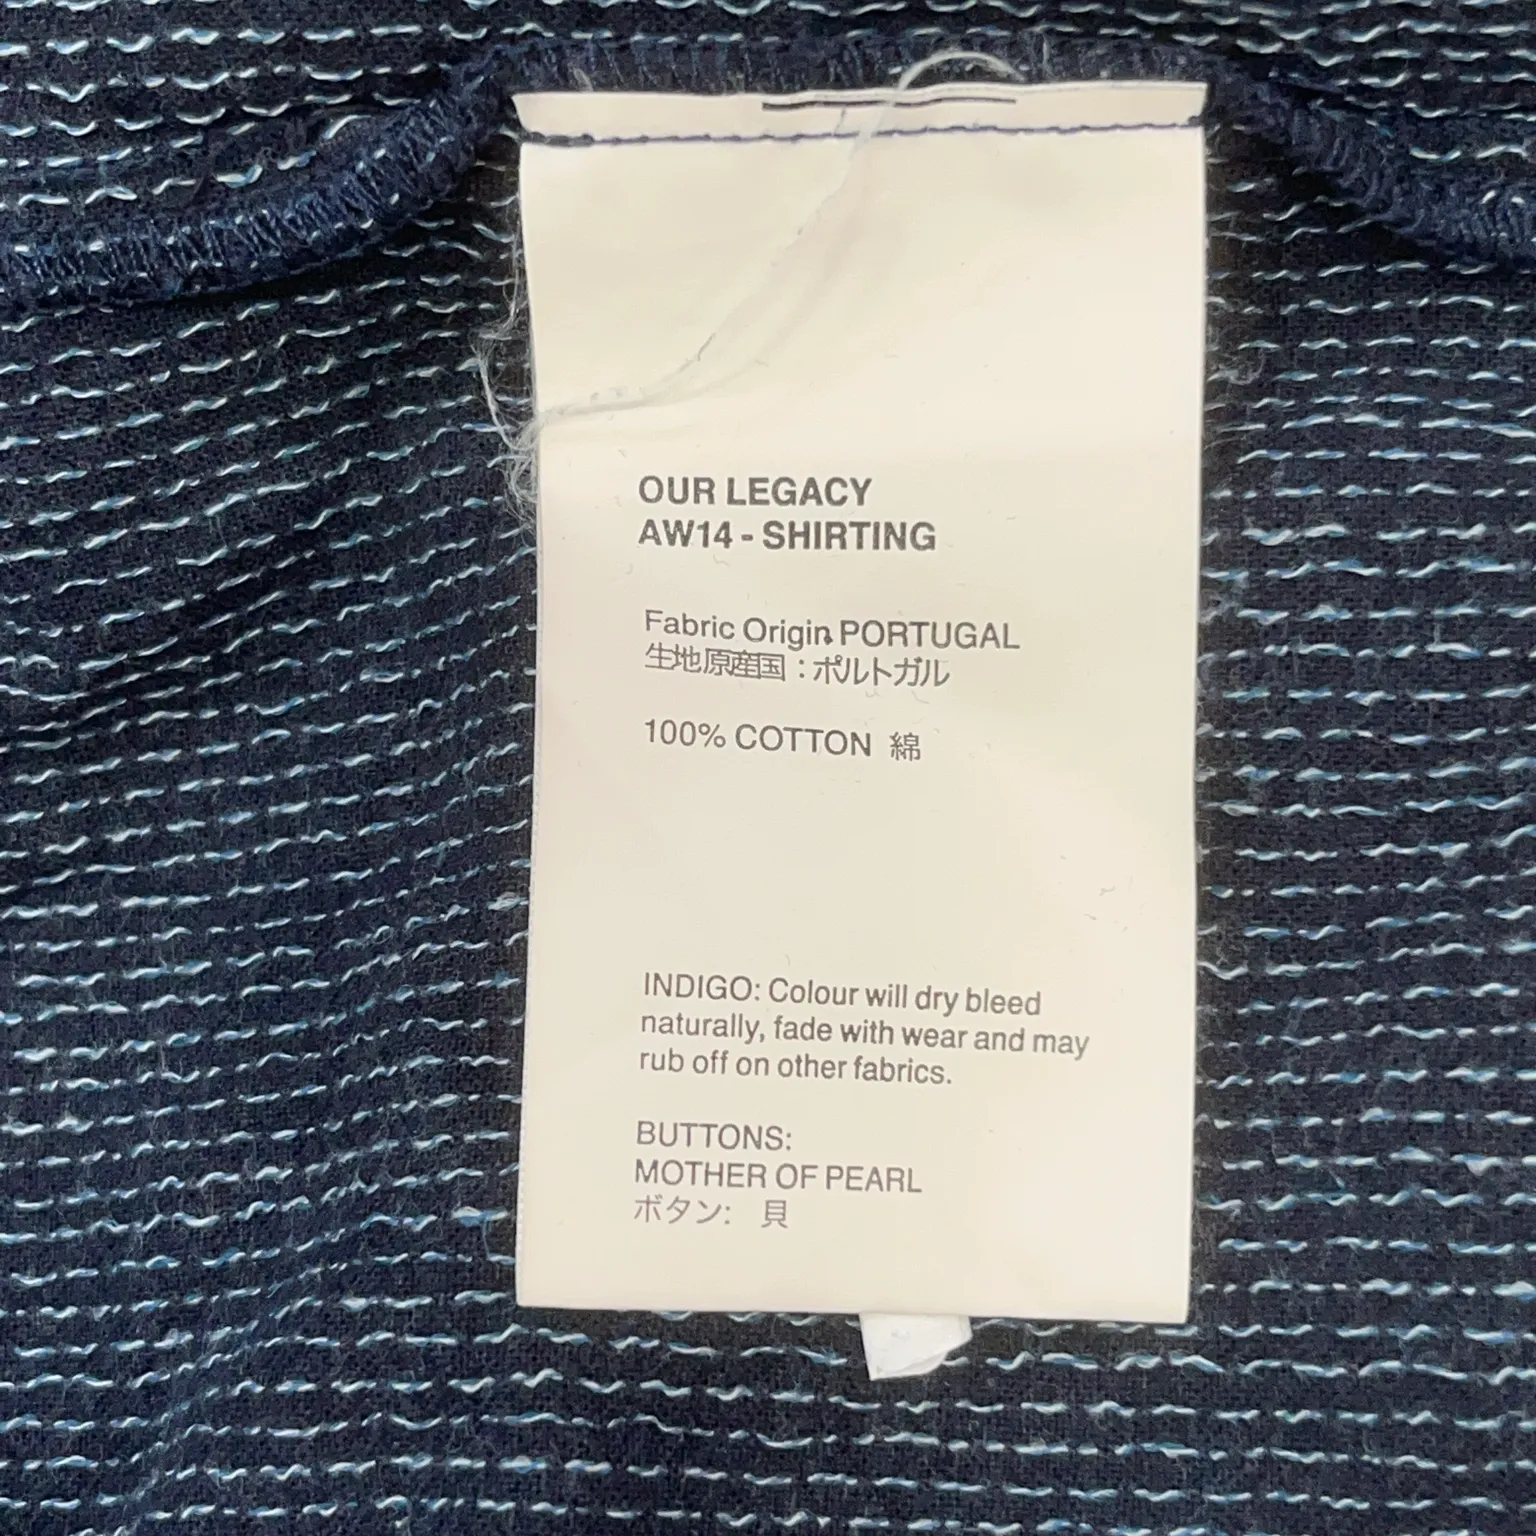 OUR LEGACY
AW14 - SHIRTING
Fabric Origin PORTUGAL
生地原産国：ポルトガル
100% COTTON 綿
INDIGO: Colour will dry bleed
naturally, fade with wear and may
rub off on other fabrics.
BUTTONS:
MOTHER OF PEARL
ボタン: 貝